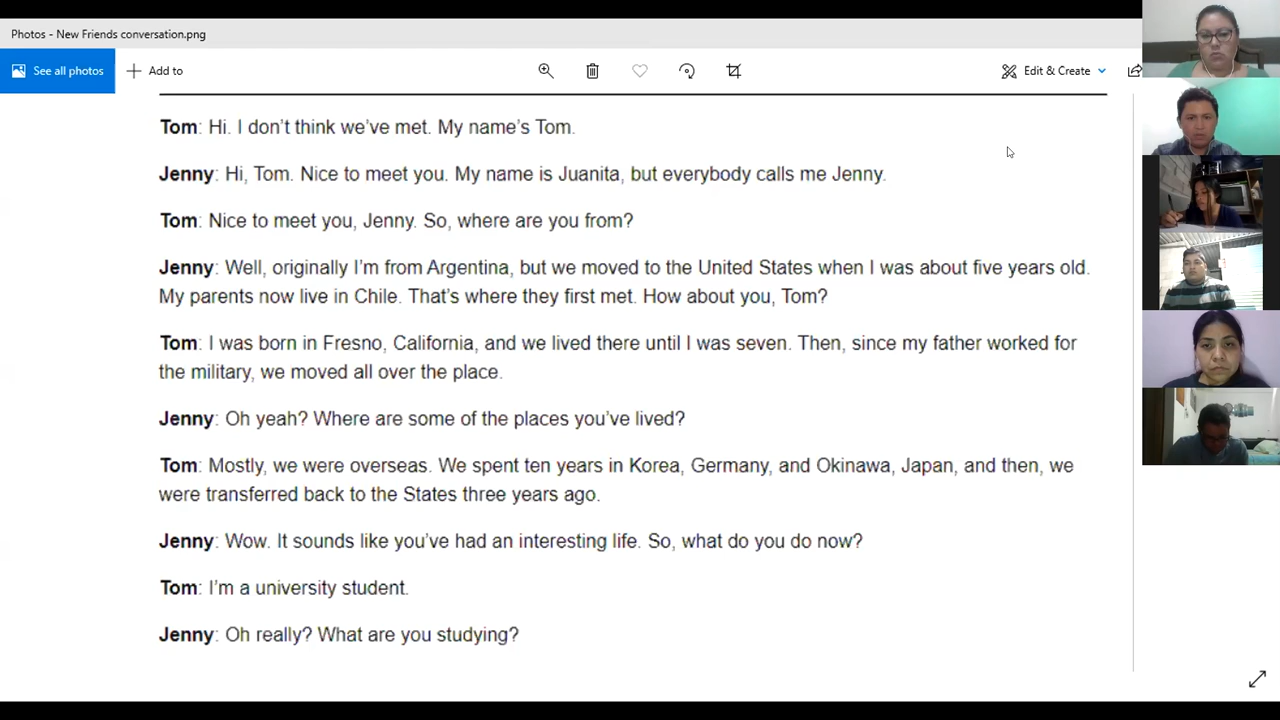 Photos - New Friends conversation.png
See all photos
Add to
Edit & Create
Tom: Hi. I don't think we've met. My name's Tom.
Jenny: Hi, Tom. Nice to meet you. My name is Juanita, but everybody calls me Jenny.
Tom: Nice to meet you, Jenny. So, where are you from?
Jenny: Well, originally I'm from Argentina, but we moved to the United States when I was about five years old.
My parents now live in Chile. That's where they first met. How about you, Tom?
Tom: I was born in Fresno, California, and we lived there until I was seven. Then, since my father worked for
the military, we moved all over the place.
Jenny: Oh yeah? Where are some of the places you've lived?
Tom: Mostly, we were overseas. We spent ten years in Korea, Germany, and Okinawa, Japan, and then, we
were transferred back to the States three years ago.
Jenny: Wow. It sounds like you've had an interesting life. So, what do you do now?
Tom: I'm a university student.
Jenny: Oh really? What are you studying?